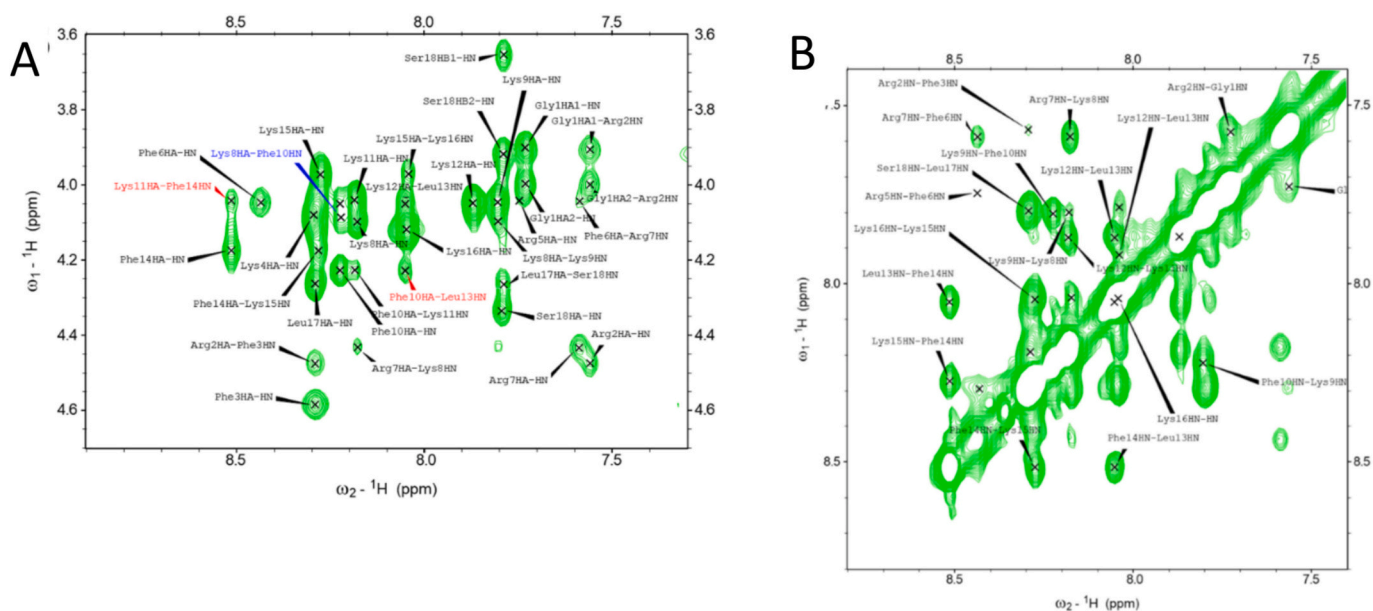 A
8.5
8.0
7.5
3.6
3.6
Ser18HB1-HN
Lys9HA-HN
3.8
3.8
Ser18HB2-HN
Gly1HA1-HN
Gly1HA1-Arg2HN
Lys15HA-HN
Lys15HA-Lys16HN
Phe6HA-HN
Lys8HA-Phe10HN
Lys11HA-HN
Lys12HA-HN
4.0
Lys11HA-Phe14HN
Lys12HA-Leu13HN
4.0
Gly1HA2-Arg2HN
Gly1HA2-HN
Phe6HA-Arg7HN
Arg5HA-HN
Lys8HA-HN
Lys16HA-HN
Lys8HA-Lys9HN
Phe14HA-HN
Lys4HA-HN
4.2
4.2
Leu17HA-Ser18HN
Phe14HA-Lys15HN
Phe10HA-Leu13HN
Phe10HA-Lys11HN
Leu17HA-HN
Phe10HA-HN
Ser18HA-HN
4.4
4.4
Arg2HA-Phe3HN
Arg2HA-HN
Arg7HA-Lys8HN
Arg7HA-HN
Phe3HA-HN
4.6
4.6
8.5
8.0
7.5
ω1 - 1H (ppm)
ω2 - 1H (ppm)
B
8.5
8.0
7.5
Arg2HN-Phe3HN
Arg7HN-Lys8HN
Arg2HN-Gly1HN
.5
7.5
Arg7HN-Phe6HN
Lys12HN-Leu13HN
Lys9HN-Phe10HN
Ser18HN-Leu17HN
Lys12HN-Leu13HN
Arg5HN-Phe6HN
Gl
Lys16HN-Lys15HN
Lys9HN-Lys8HN
Lys12HN-Lys11HN
Leu13HN-Phe14HN
8.0
8.0
Lys15HN-Phe14HN
Phe10HN-Lys9HN
Lys16HN-HN
Phe14HN-Lys15HN
Phe14HN-Leu13HN
8.5
8.5
8.5
8.0
7.5
ω1 - 1H (ppm)
ω2 - 1H (ppm)